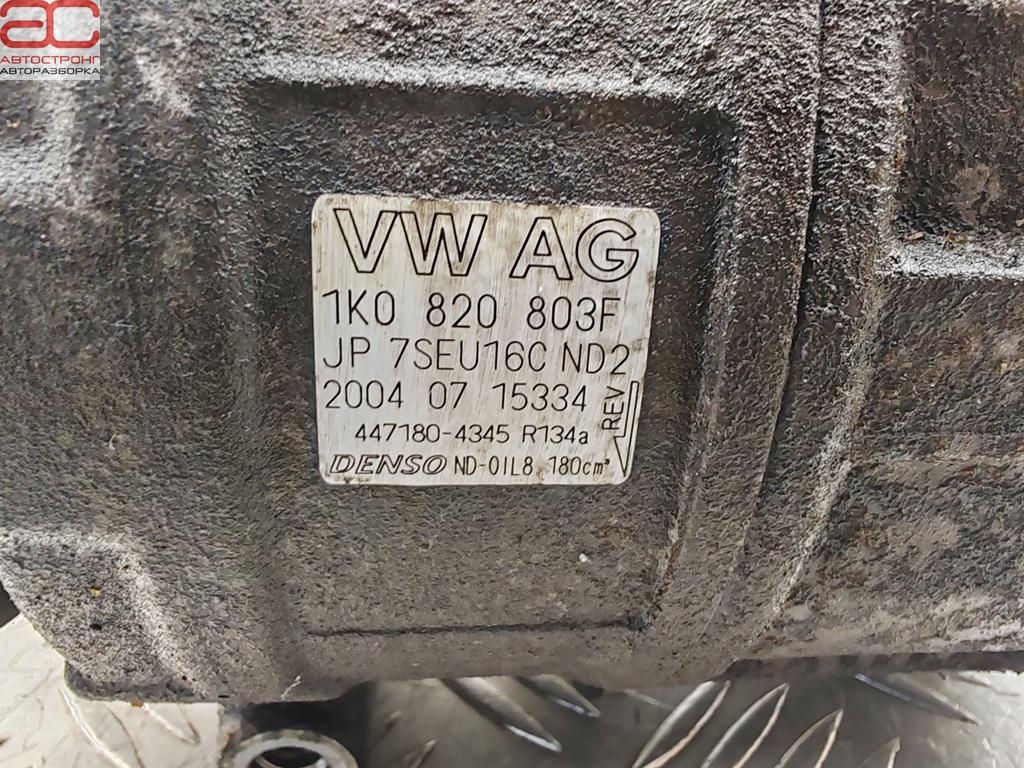 ac
АВТОСТРОНГ
АВТОРАЗБОРКА
VW AG
1K0 820 803F
JP 7SEU16C ND2
2004 07 15334
REV
447180-4345 R134a
DENSO ND-OIL8 180cm³